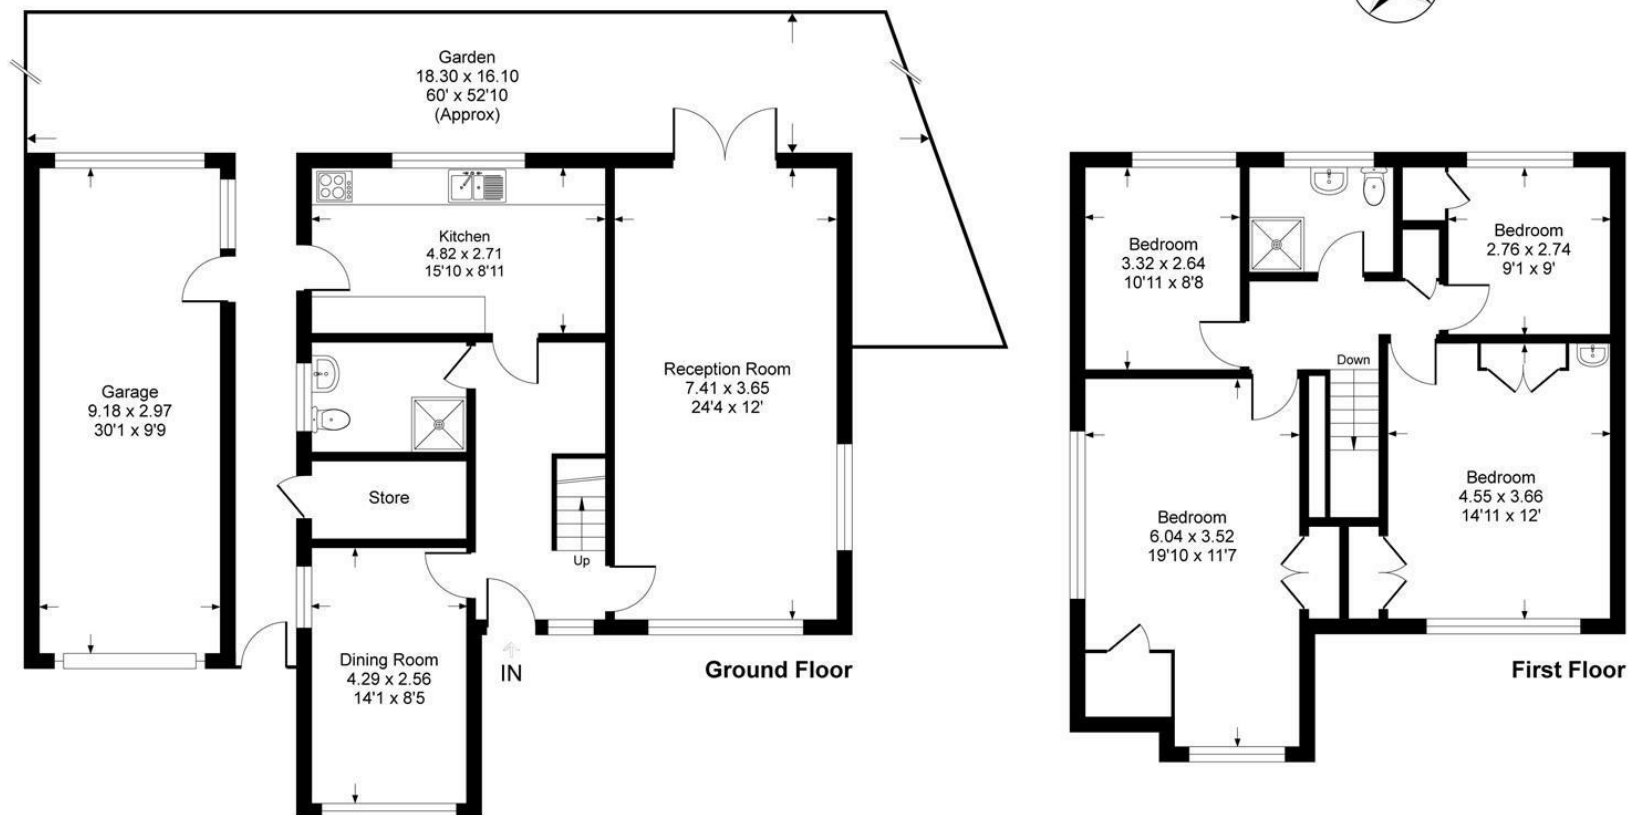 Garden
18.30 x 16.10
60' x 52'10
(Approx)
Kitchen
4.82 x 2.71
15'10 x 8'11
Garage
9.18 x 2.97
30'1 x 9'9
Reception Room
7.41 x 3.65
24'4 x 12'
Store
Up
Dining Room
4.29 x 2.56
14'1 x 8'5
IN
Ground Floor
Bedroom
3.32 x 2.64
10'11 x 8'8
Bedroom
2.76 x 2.74
9'1 x 9'
Down
Bedroom
6.04 x 3.52
19'10 x 11'7
Bedroom
4.55 x 3.66
14'11 x 12'
First Floor